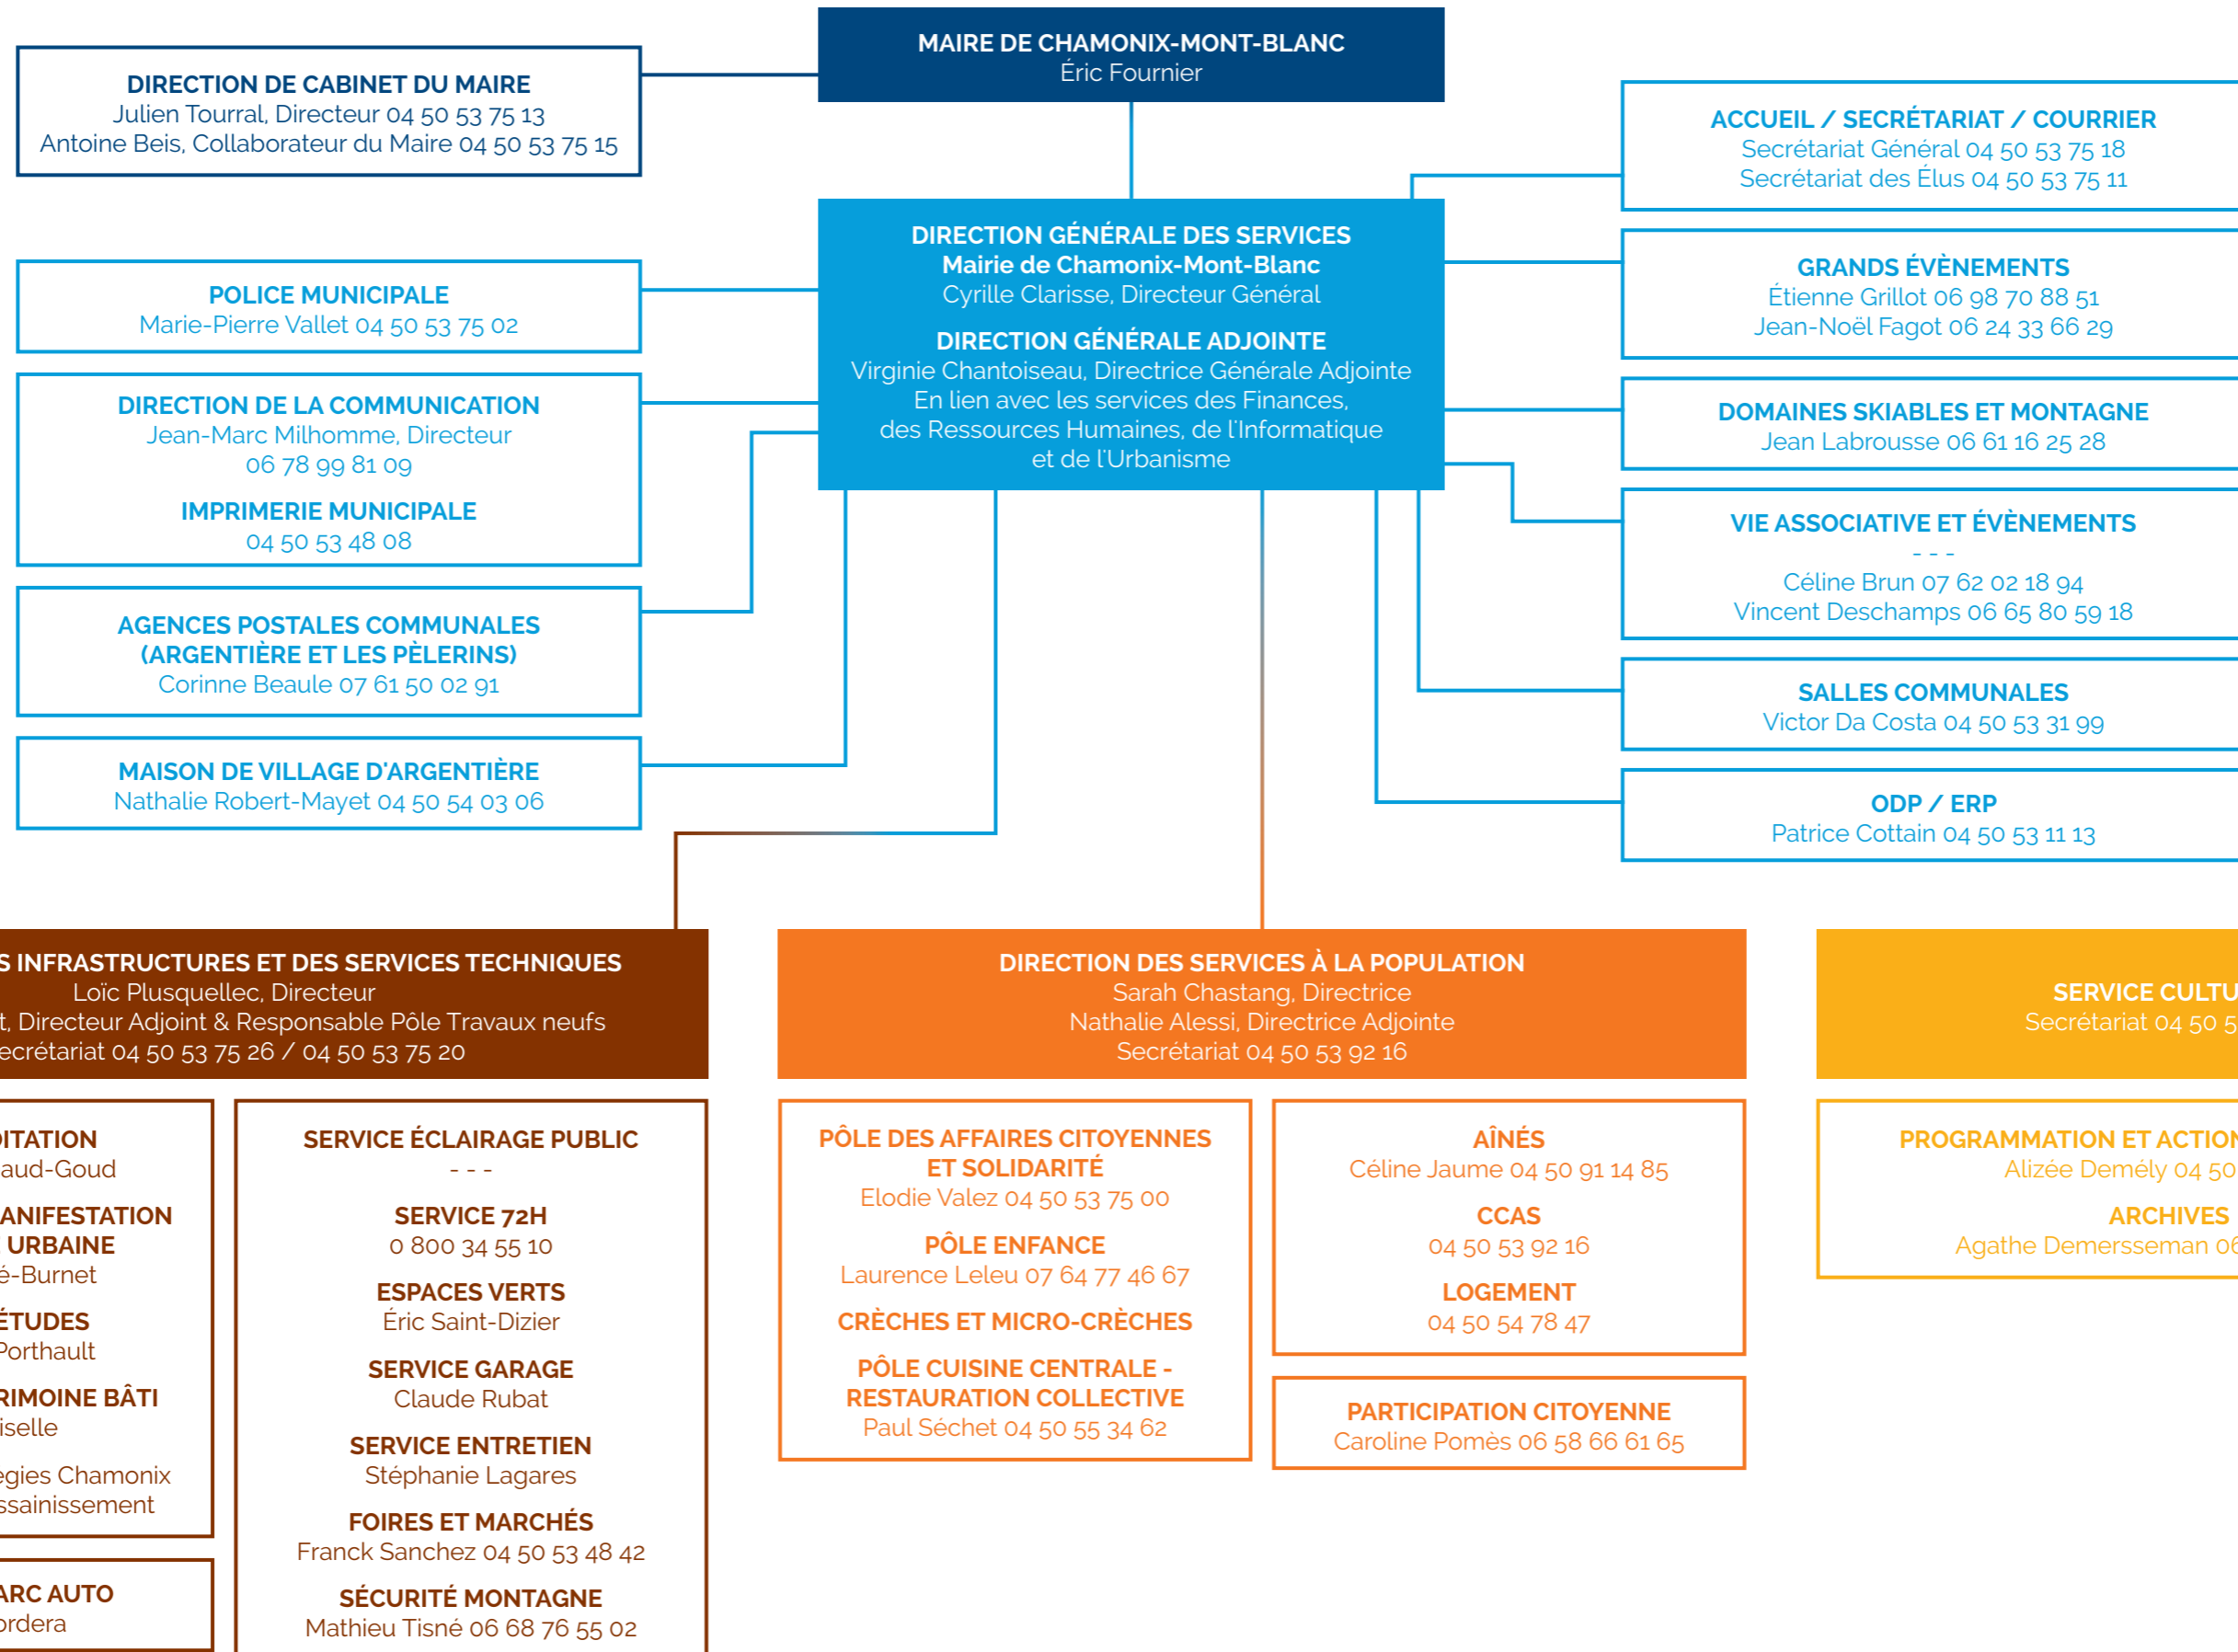 MAIRE DE CHAMONIX-MONT-BLANC
Éric Fournier
DIRECTION DE CABINET DU MAIRE
Julien Tourral, Directeur 04 50 53 75 13
Antoine Beis, Collaborateur du Maire 04 50 53 75 15
DIRECTION GÉNÉRALE DES SERVICES
Mairie de Chamonix-Mont-Blanc
Cyrille Clarisse, Directeur Général
DIRECTION GÉNÉRALE ADJOINTE
Virginie Chantoiseau, Directrice Générale Adjointe
En lien avec les services des Finances,
des Ressources Humaines, de l'Informatique
et de l'Urbanisme
POLICE MUNICIPALE
Marie-Pierre Vallet 04 50 53 75 02
DIRECTION DE LA COMMUNICATION
Jean-Marc Milhomme, Directeur
06 78 99 81 09
IMPRIMERIE MUNICIPALE
04 50 53 48 08
AGENCES POSTALES COMMUNALES
(ARGENTIÈRE ET LES PÈLERINS)
Corinne Beaule 07 61 50 02 91
MAISON DE VILLAGE D'ARGENTIÈRE
Nathalie Robert-Mayet 04 50 54 03 06
ACCUEIL / SECRÉTARIAT / COURRIER
Secrétariat Général 04 50 53 75 18
Secrétariat des Élus 04 50 53 75 11
GRANDS ÉVÈNEMENTS
Étienne Grillot 06 98 70 88 51
Jean-Noël Fagot 06 24 33 66 29
DOMAINES SKIABLES ET MONTAGNE
Jean Labrousse 06 61 16 25 28
VIE ASSOCIATIVE ET ÉVÈNEMENTS
- - -
Céline Brun 07 62 02 18 94
Vincent Deschamps 06 65 80 59 18
SALLES COMMUNALES
Victor Da Costa 04 50 53 31 99
ODP / ERP
Patrice Cottain 04 50 53 11 13
S INFRASTRUCTURES ET DES SERVICES TECHNIQUES
Loïc Plusquellec, Directeur
t, Directeur Adjoint & Responsable Pôle Travaux neufs
ecrétariat 04 50 53 75 26 / 04 50 53 75 20
ITATION
aud-Goud
ANIFESTATION
URBAINE
é-Burnet
ÉTUDES
Porthault
RIMOINE BÂTI
iselle
egies Chamonix
ssainissement
ARC AUTO
ordera
SERVICE ÉCLAIRAGE PUBLIC
- - -
SERVICE 72H
0 800 34 55 10
ESPACES VERTS
Éric Saint-Dizier
SERVICE GARAGE
Claude Rubat
SERVICE ENTRETIEN
Stéphanie Lagares
FOIRES ET MARCHÉS
Franck Sanchez 04 50 53 48 42
SÉCURITÉ MONTAGNE
Mathieu Tisné 06 68 76 55 02
DIRECTION DES SERVICES À LA POPULATION
Sarah Chastang, Directrice
Nathalie Alessi, Directrice Adjointe
Secrétariat 04 50 53 92 16
PÔLE DES AFFAIRES CITOYENNES
ET SOLIDARITÉ
Elodie Valez 04 50 53 75 00
PÔLE ENFANCE
Laurence Leleu 07 64 77 46 67
CRÈCHES ET MICRO-CRÈCHES
PÔLE CUISINE CENTRALE -
RESTAURATION COLLECTIVE
Paul Séchet 04 50 55 34 62
AÎNÉS
Céline Jaume 04 50 91 14 85
CCAS
04 50 53 92 16
LOGEMENT
04 50 54 78 47
PARTICIPATION CITOYENNE
Caroline Pomès 06 58 66 61 65
SERVICE CULTU
Secrétariat 04 50 5
PROGRAMMATION ET ACTION
Alizée Demély 04 50
ARCHIVES
Agathe Demersseman 06